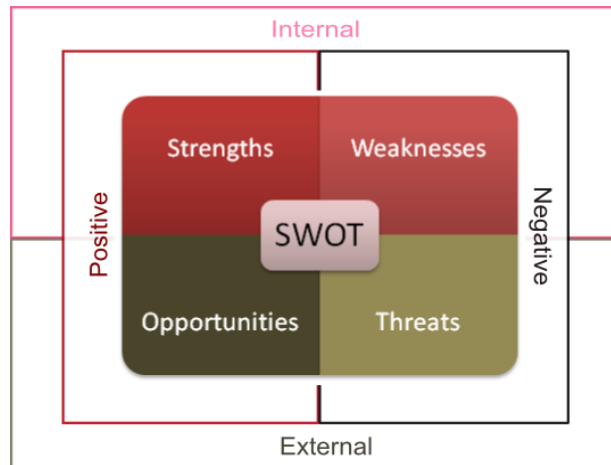 Internal
Strengths
Weaknesses
Positive
SWOT
Negative
Opportunities
Threats
External